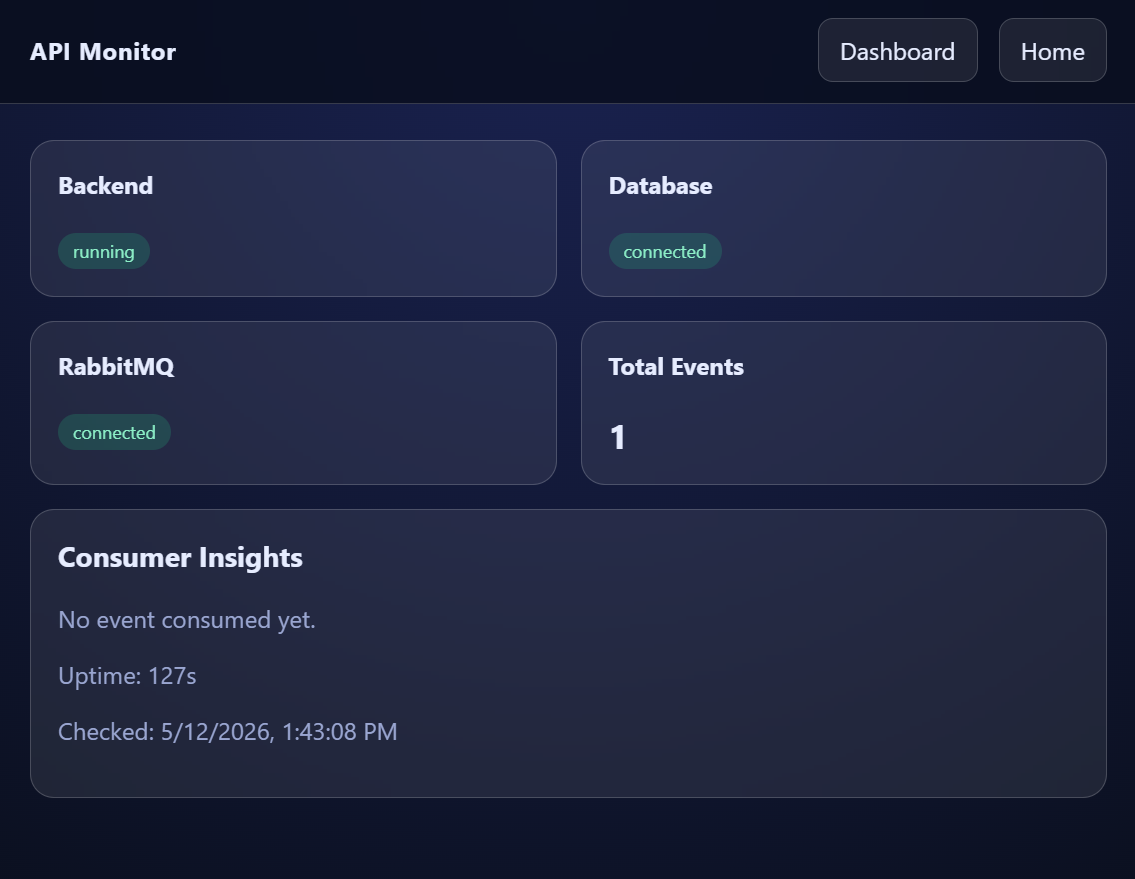 API Monitor
Dashboard
Home
Backend
running
Database
connected
RabbitMQ
connected
Total Events
1
Consumer Insights
No event consumed yet.
Uptime: 127s
Checked: 5/12/2026, 1:43:08 PM